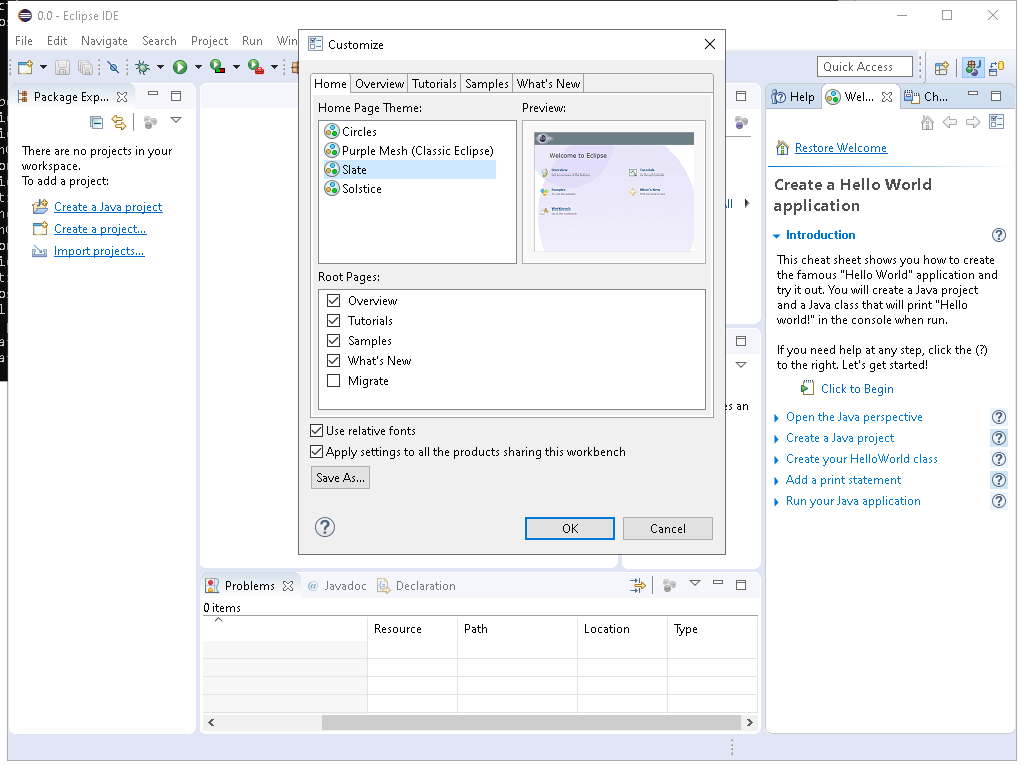 0.0 - Eclipse IDE
File Edit Navigate Search Project Run Win
Quick Access
Package Exp...
There are no projects in your
workspace.
To add a project:
Create a Java project
Create a project...
Import projects...
Customize
Home Overview Tutorials Samples What's New
Home Page Theme:
Circles
Purple Mesh (Classic Eclipse)
Slate
Solstice
Preview:
Welcome to Eclipse
Overview
Tutorials
Samples
What's New
Workbench
Root Pages:
Overview
Tutorials
Samples
What's New
Migrate
Use relative fonts
Apply settings to all the products sharing this workbench
Save As...
OK
Cancel
es an
Help Wel... Ch...
Restore Welcome
Create a Hello World
application
Introduction
This cheat sheet shows you how to create
the famous "Hello World" application and
try it out. You will create a Java project
and a Java class that will print "Hello
world!" in the console when run.
If you need help at any step, click the (?)
to the right. Let's get started!
Click to Begin
Open the Java perspective
Create a Java project
Create your HelloWorld class
Add a print statement
Run your Java application
Problems @ Javadoc Declaration
0 items
Resource Path Location Type